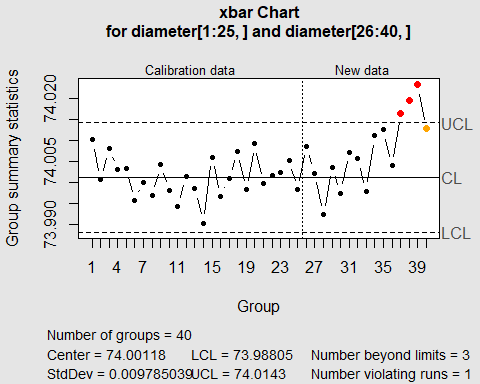 xbar Chart
for diameter[1:25, ] and diameter[26:40, ]
Calibration data New data
Group summary statistics
74.020
74.005
73.990
UCL
CL
LCL
1 4 7 11 15 19 23 27 31 35 39
Group
Number of groups = 40
Center = 74.00118 LCL = 73.98805 Number beyond limits = 3
StdDev = 0.009785039 UCL = 74.0143 Number violating runs = 1